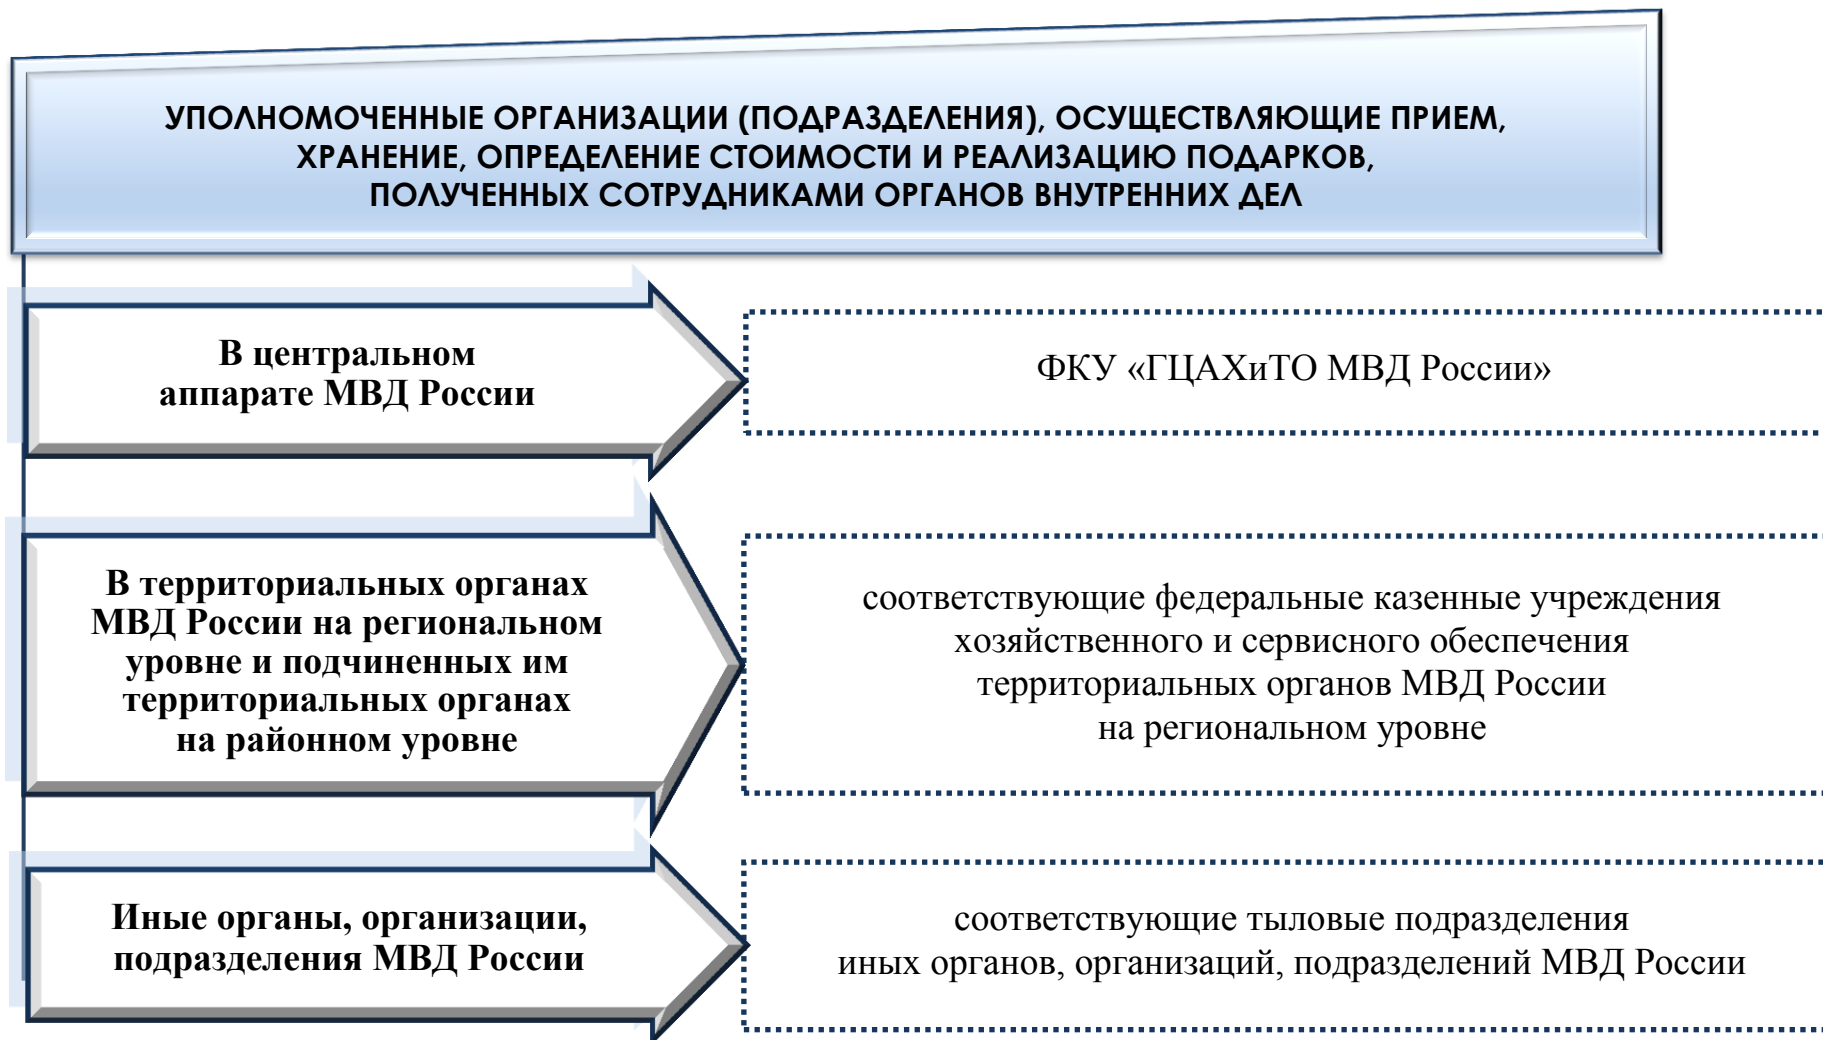 УПОЛНОМОЧЕННЫЕ ОРГАНИЗАЦИИ (ПОДРАЗДЕЛЕНИЯ), ОСУЩЕСТВЛЯЮЩИЕ ПРИЕМ,
ХРАНЕНИЕ, ОПРЕДЕЛЕНИЕ СТОИМОСТИ И РЕАЛИЗАЦИЮ ПОДАРКОВ,
ПОЛУЧЕННЫХ СОТРУДНИКАМИ ОРГАНОВ ВНУТРЕННИХ ДЕЛ
В центральном
аппарате МВД России
ФКУ «ГЦАХиТО МВД России»
В территориальных органах
МВД России на региональном
уровне и подчиненных им
территориальных органах
на районном уровне
соответствующие федеральные казенные учреждения
хозяйственного и сервисного обеспечения
территориальных органов МВД России
на региональном уровне
Иные органы, организации,
подразделения МВД России
соответствующие тыловые подразделения
иных органов, организаций, подразделений МВД России